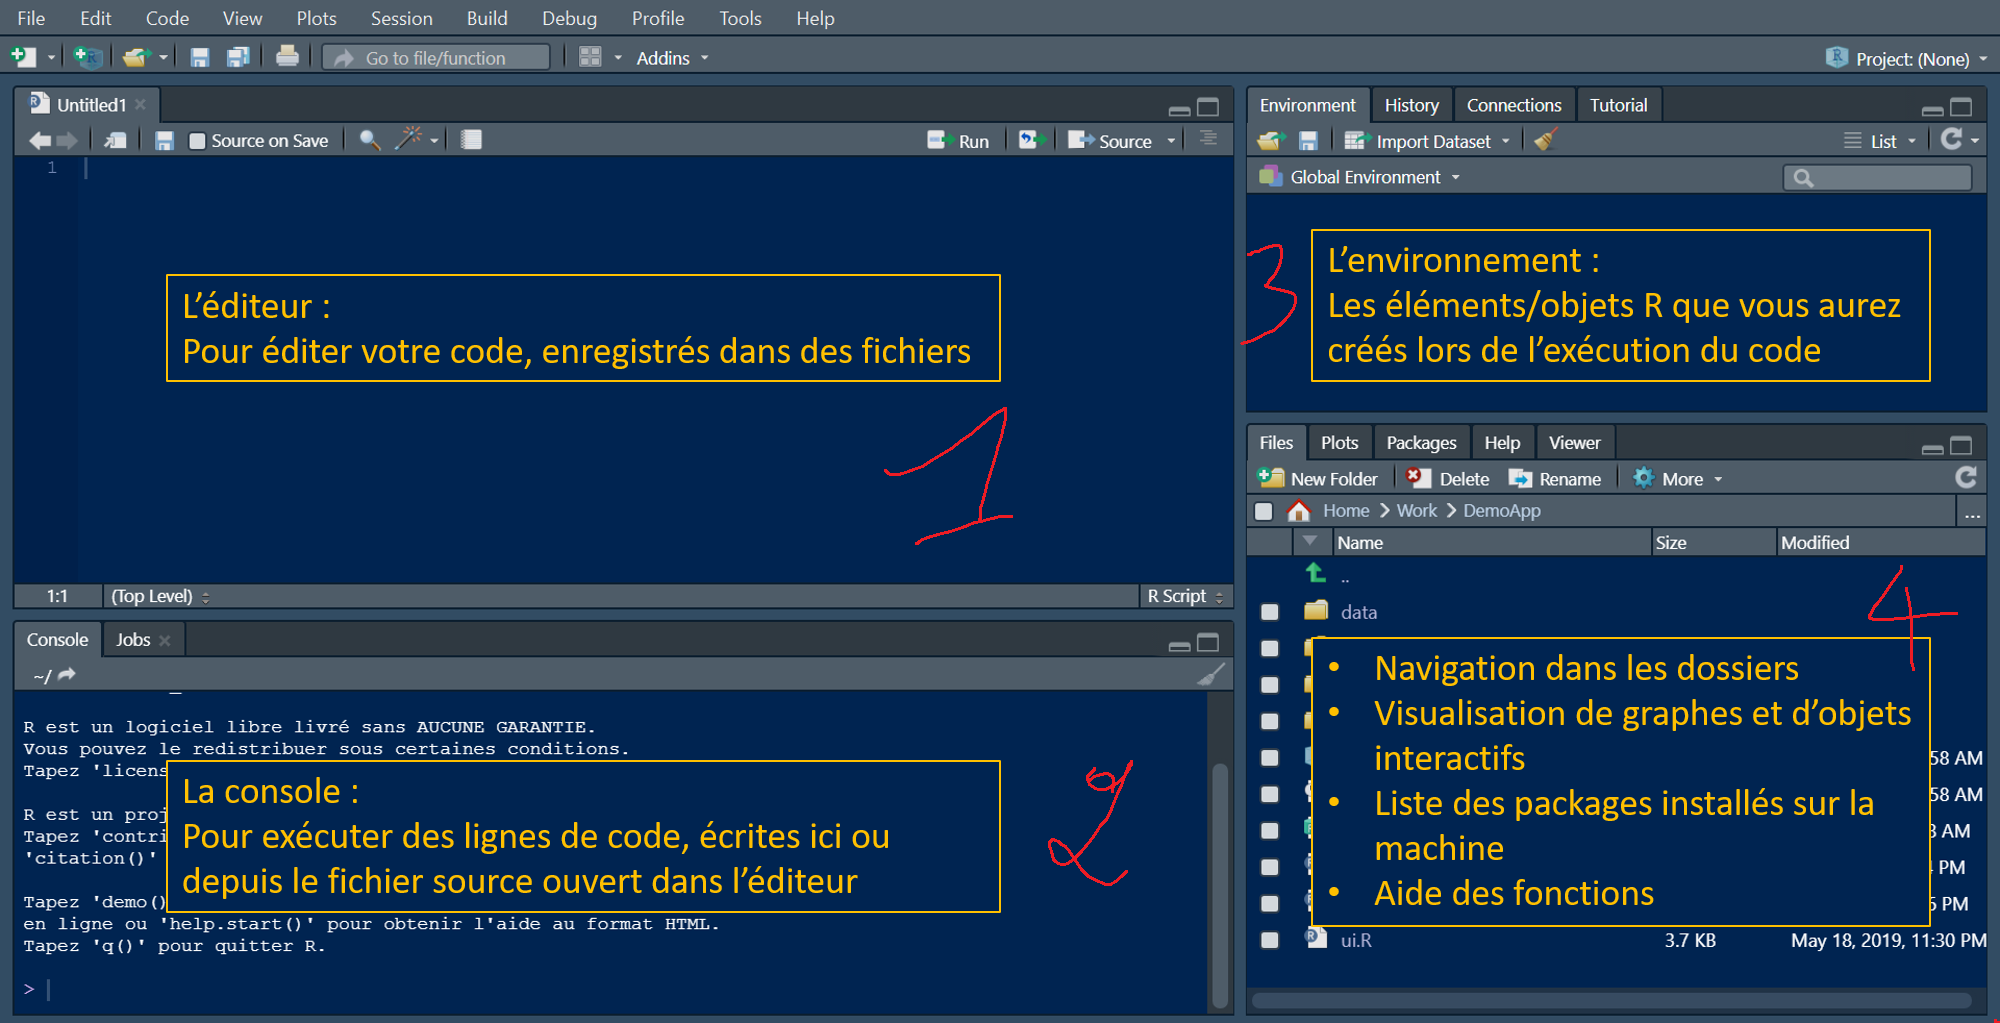 File Edit Code View Plots Session Build Debug Profile Tools Help
Go to file/function Addins Project: (None)
Untitled1
Source on Save Run Source
1
L’éditeur :
Pour éditer votre code, enregistrés dans des fichiers
1
1:1 (Top Level) R Script
Console Jobs
~/
R est un logiciel libre livré sans AUCUNE GARANTIE.
Vous pouvez le redistribuer sous certaines conditions.
Tapez 'licens
R est un proj
Tapez 'contri
'citation()'
Tapez 'demo()
en ligne ou 'help.start()' pour obtenir l'aide au format HTML.
Tapez 'q()' pour quitter R.
>
La console :
Pour exécuter des lignes de code, écrites ici ou
depuis le fichier source ouvert dans l’éditeur
2
Environment History Connections Tutorial
Import Dataset List
Global Environment
3
L’environnement :
Les éléments/objets R que vous aurez
créés lors de l’exécution du code
Files Plots Packages Help Viewer
New Folder Delete Rename More
Home Work DemoApp ...
Name Size Modified
..
data
4
• Navigation dans les dossiers
• Visualisation de graphes et d’objets
interactifs
• Liste des packages installés sur la
machine
• Aide des fonctions
58 AM
58 AM
AM
PM
PM
ui.R 3.7 KB May 18, 2019, 11:30 PM